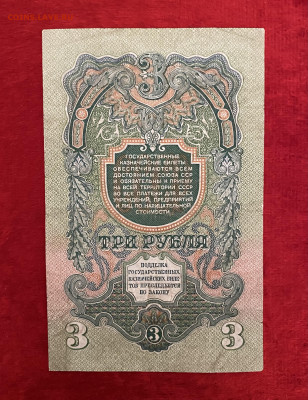 3
ГОСУДАРСТВЕННЫЕ
КАЗНАЧЕЙСКИЕ БИЛЕТЫ
ОБЕСПЕЧИВАЮТСЯ ВСЕМ
ДОСТОЯНИЕМ СОЮЗА ССР
И ОБЯЗАТЕЛЬНЫ К ПРИЕМУ
НА ВСЕЙ ТЕРРИТОРИИ СССР
ВО ВСЕ ПЛАТЕЖИ ДЛЯ ВСЕХ
УЧРЕЖДЕНИЙ, ПРЕДПРИЯТИЙ
И ЛИЦ ПО НАРИЦАТЕЛЬНОЙ
СТОИМОСТИ
ТРИ РУБЛЯ
ПОДДЕЛКА
ГОСУДАРСТВЕННЫХ
КАЗНАЧЕЙСКИХ БИЛЕ-
ТОВ ПРЕСЛЕДУЕТСЯ
ПО ЗАКОНУ
3 3 3